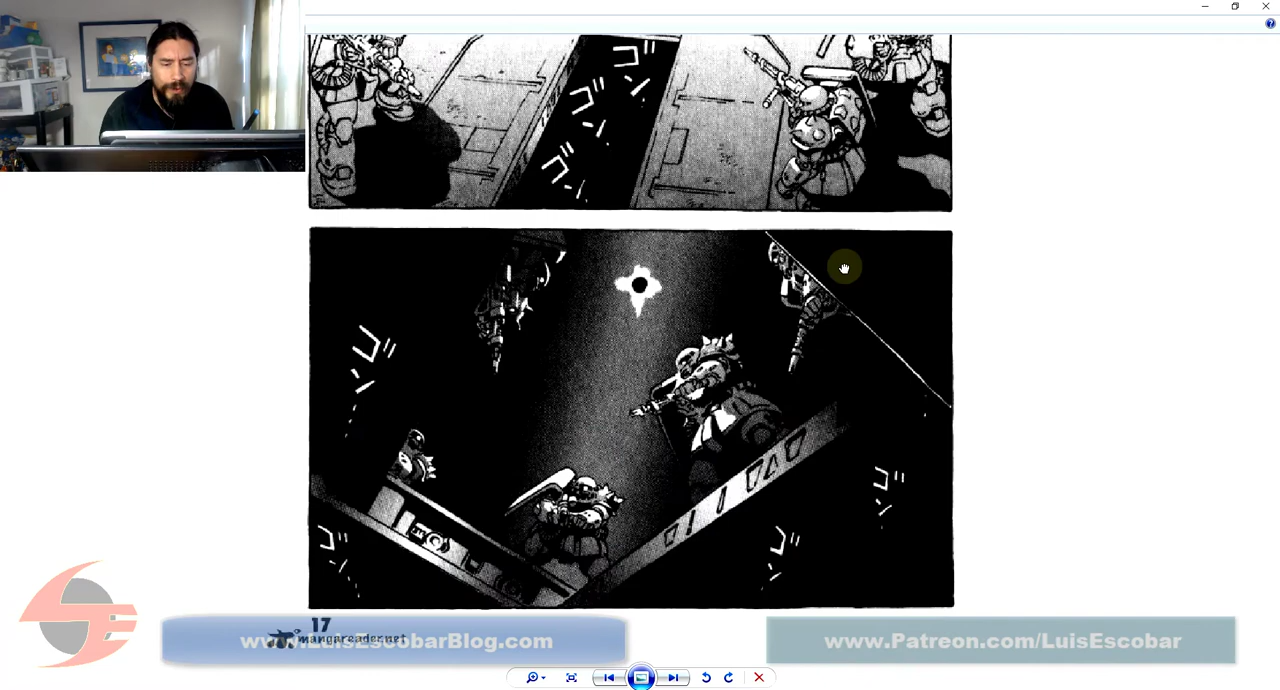 ゴン
ゴン
ゴン
ゴン
ゴン
ゴン
ゴン
17
mangareader.net
www.LuisEscobarBlog.com
www.Patreon.com/LuisEscobar